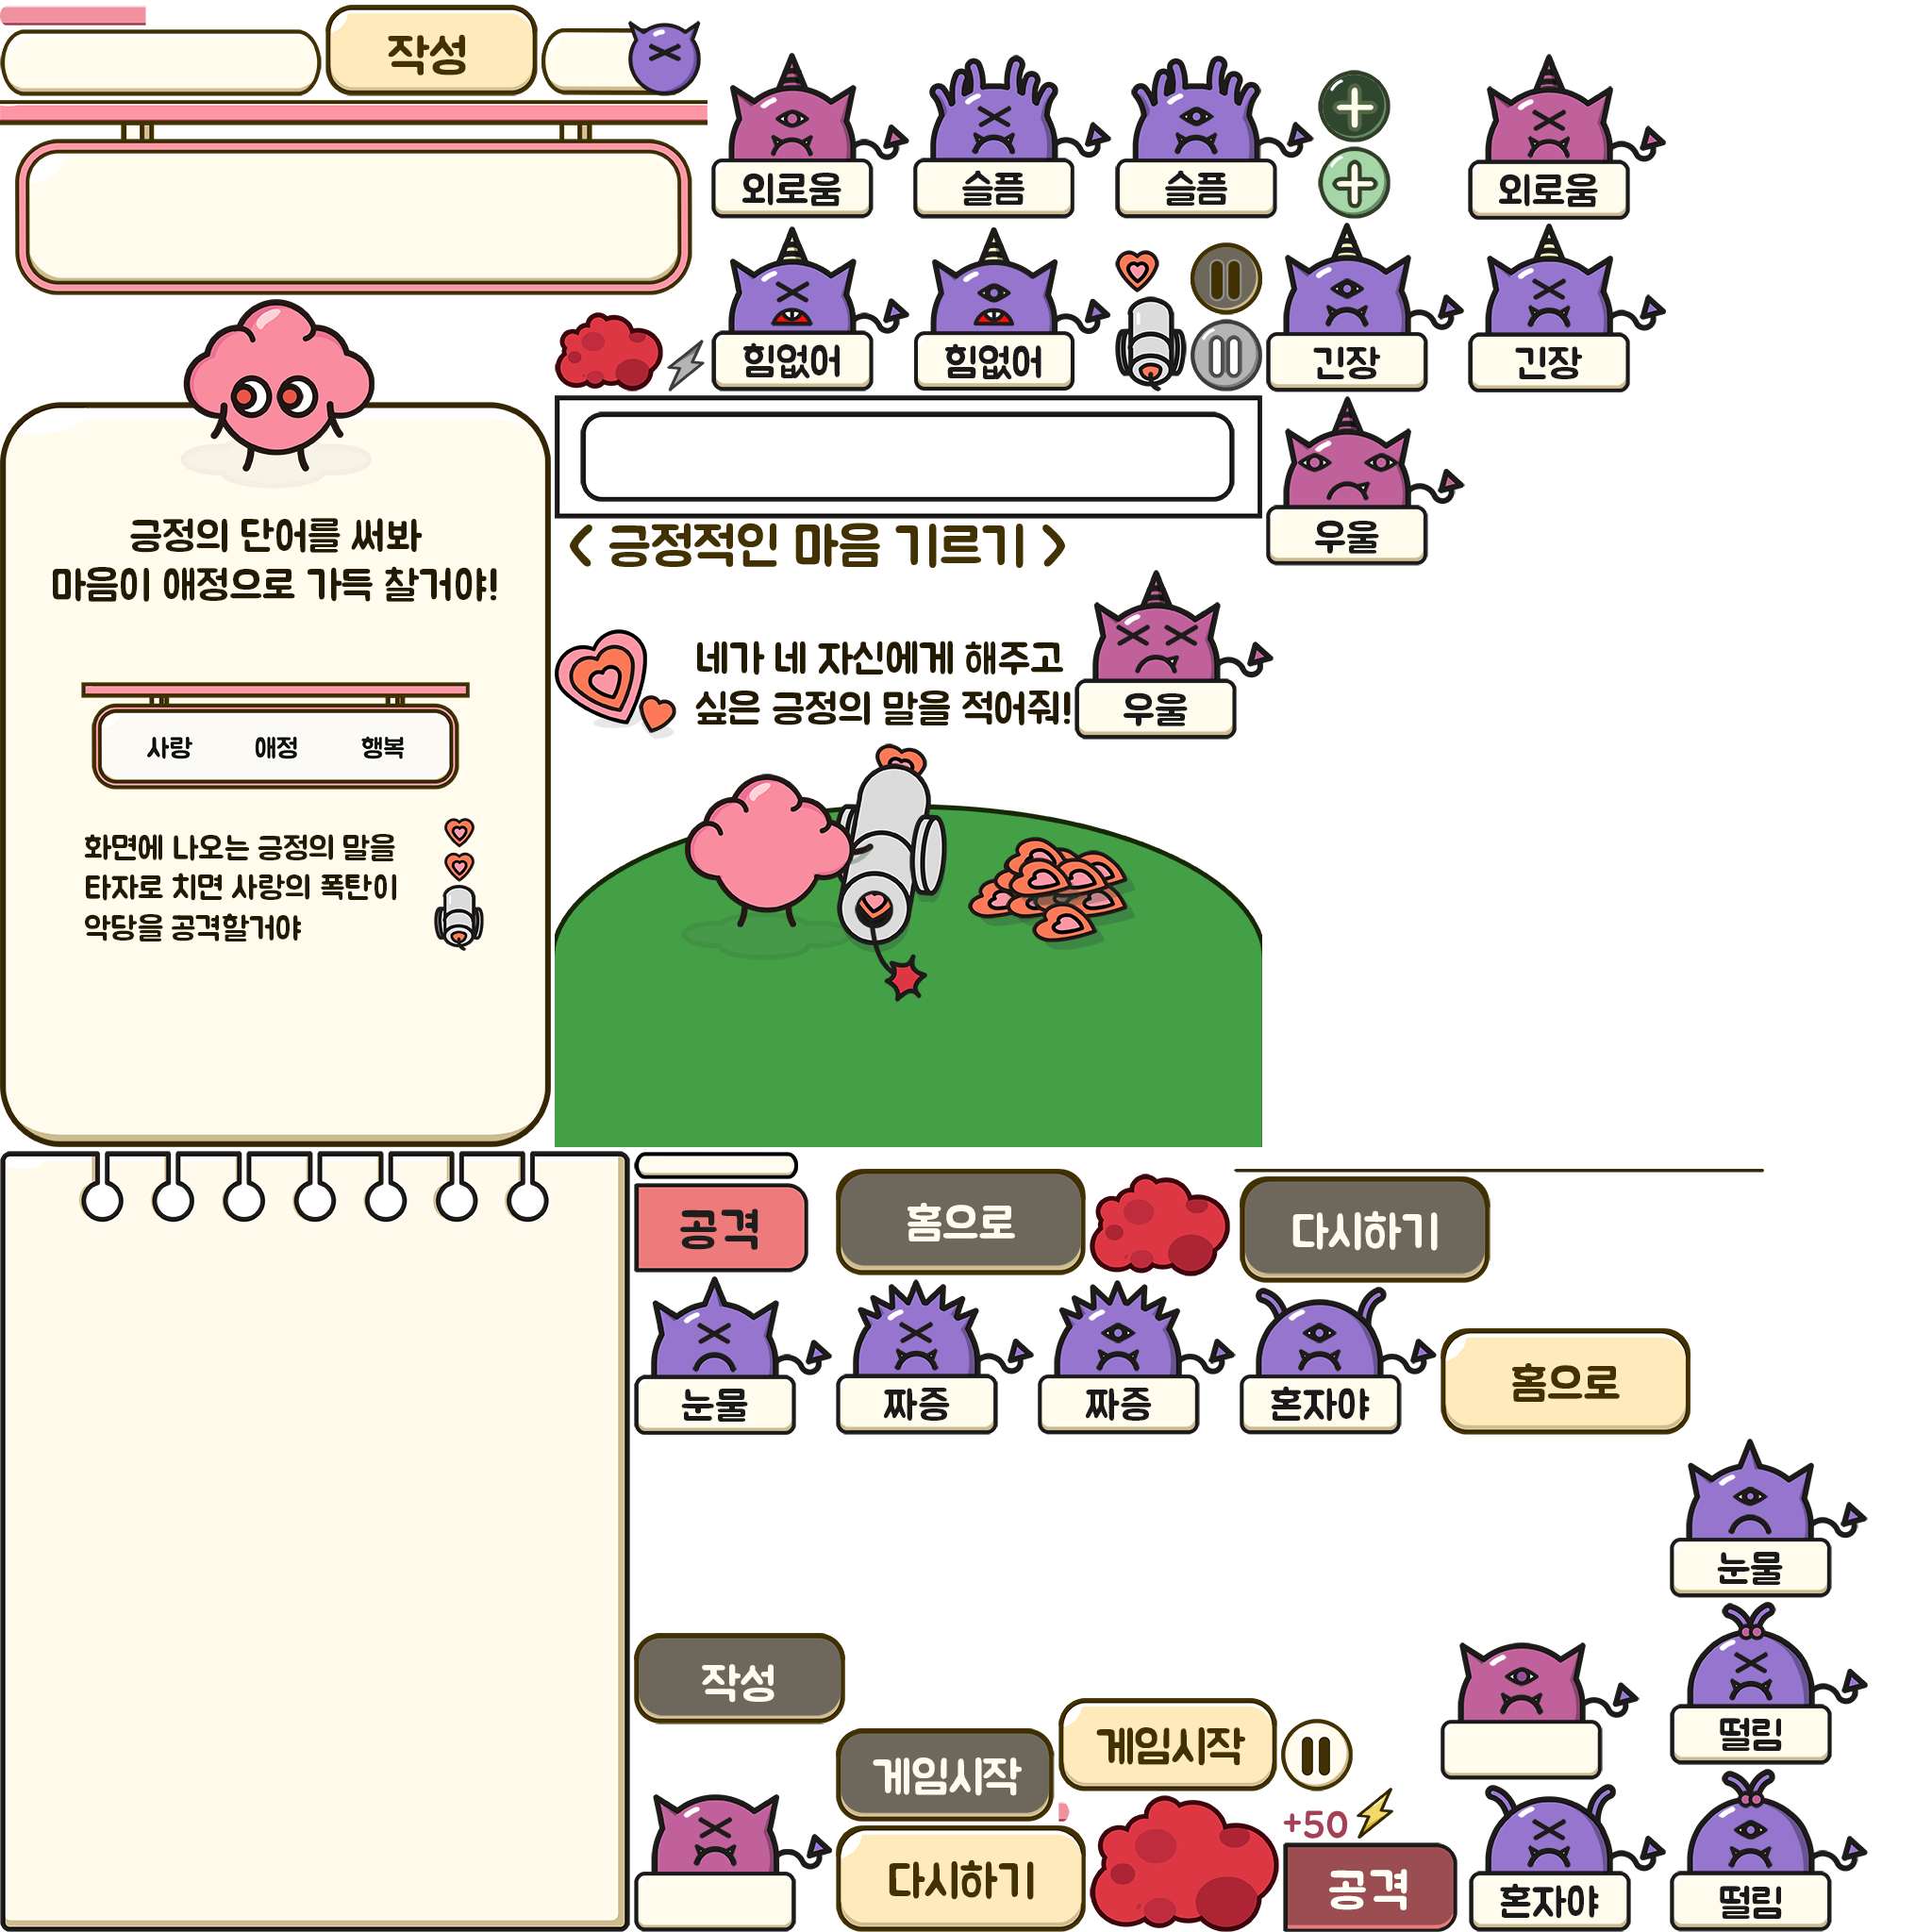 작성
외로움
슬픔
슬픔
외로움
힘없어
힘없어
긴장
긴장
우울
긍정의 단어를 써봐
마음이 애정으로 가득 찰거야!
사랑 애정 행복
화면에 나오는 긍정의 말을
타자로 치면 사랑의 폭탄이
악당을 공격할거야
< 긍정적인 마음 기르기 >
네가 네 자신에게 해주고
싶은 긍정의 말을 적어줘!
우울
공격
홈으로
다시하기
눈물
짜증
짜증
혼자야
홈으로
눈물
작성
떨림
게임시작
게임시작
+50
다시하기
공격
혼자야
떨림